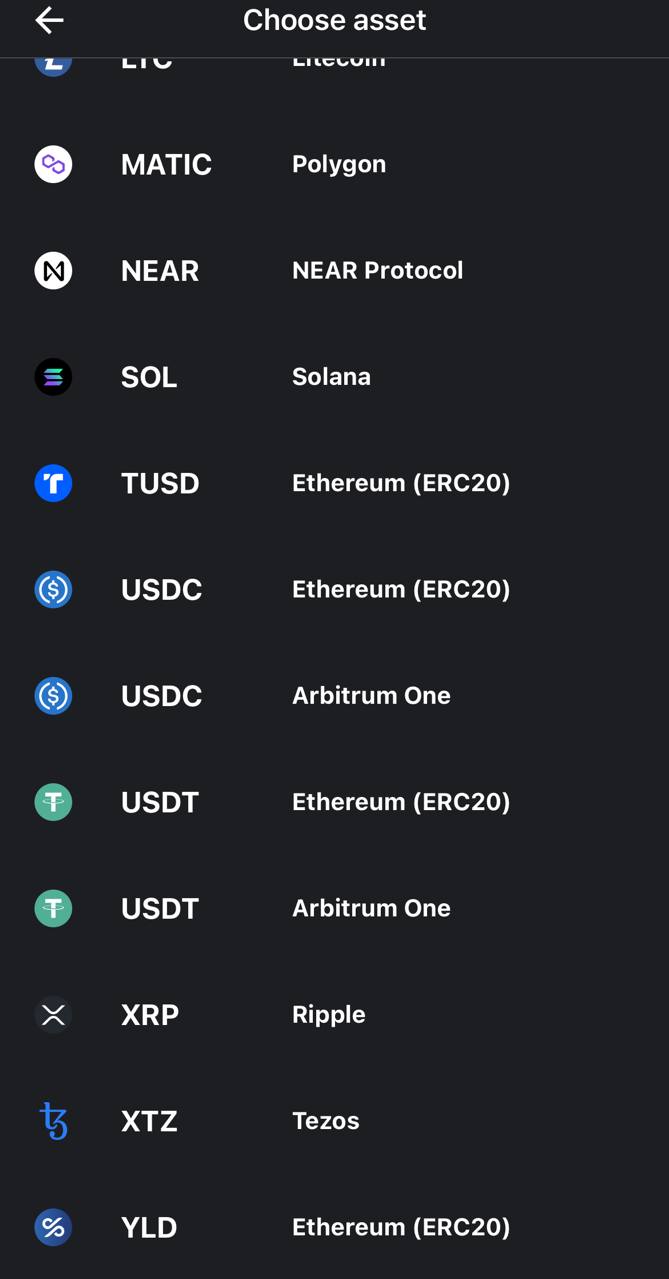 Choose asset
LTC Litecoin
MATIC Polygon
NEAR NEAR Protocol
SOL Solana
TUSD Ethereum (ERC20)
USDC Ethereum (ERC20)
USDC Arbitrum One
USDT Ethereum (ERC20)
USDT Arbitrum One
XRP Ripple
XTZ Tezos
YLD Ethereum (ERC20)